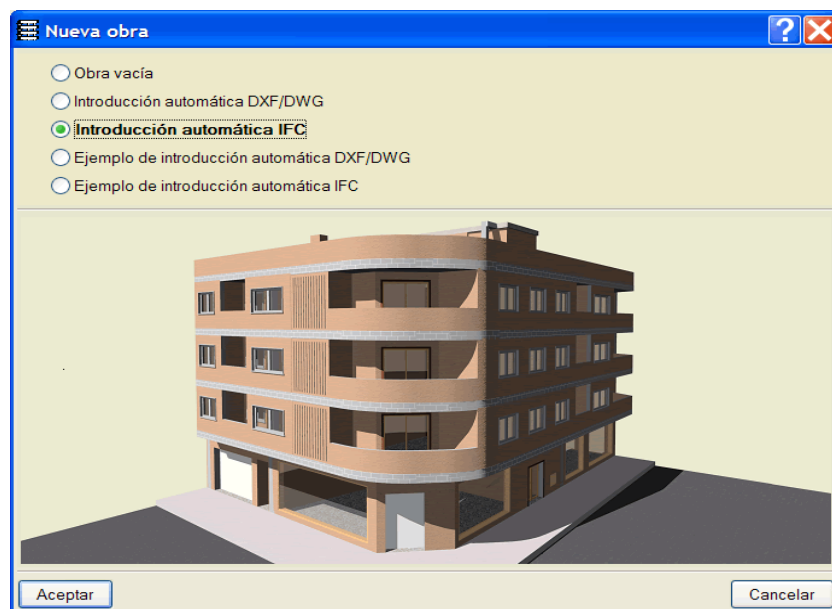 Nueva obra
Obra vacía
Introducción automática DXF/DWG
Introducción automática IFC
Ejemplo de introducción automática DXF/DWG
Ejemplo de introducción automática IFC
Aceptar
Cancelar